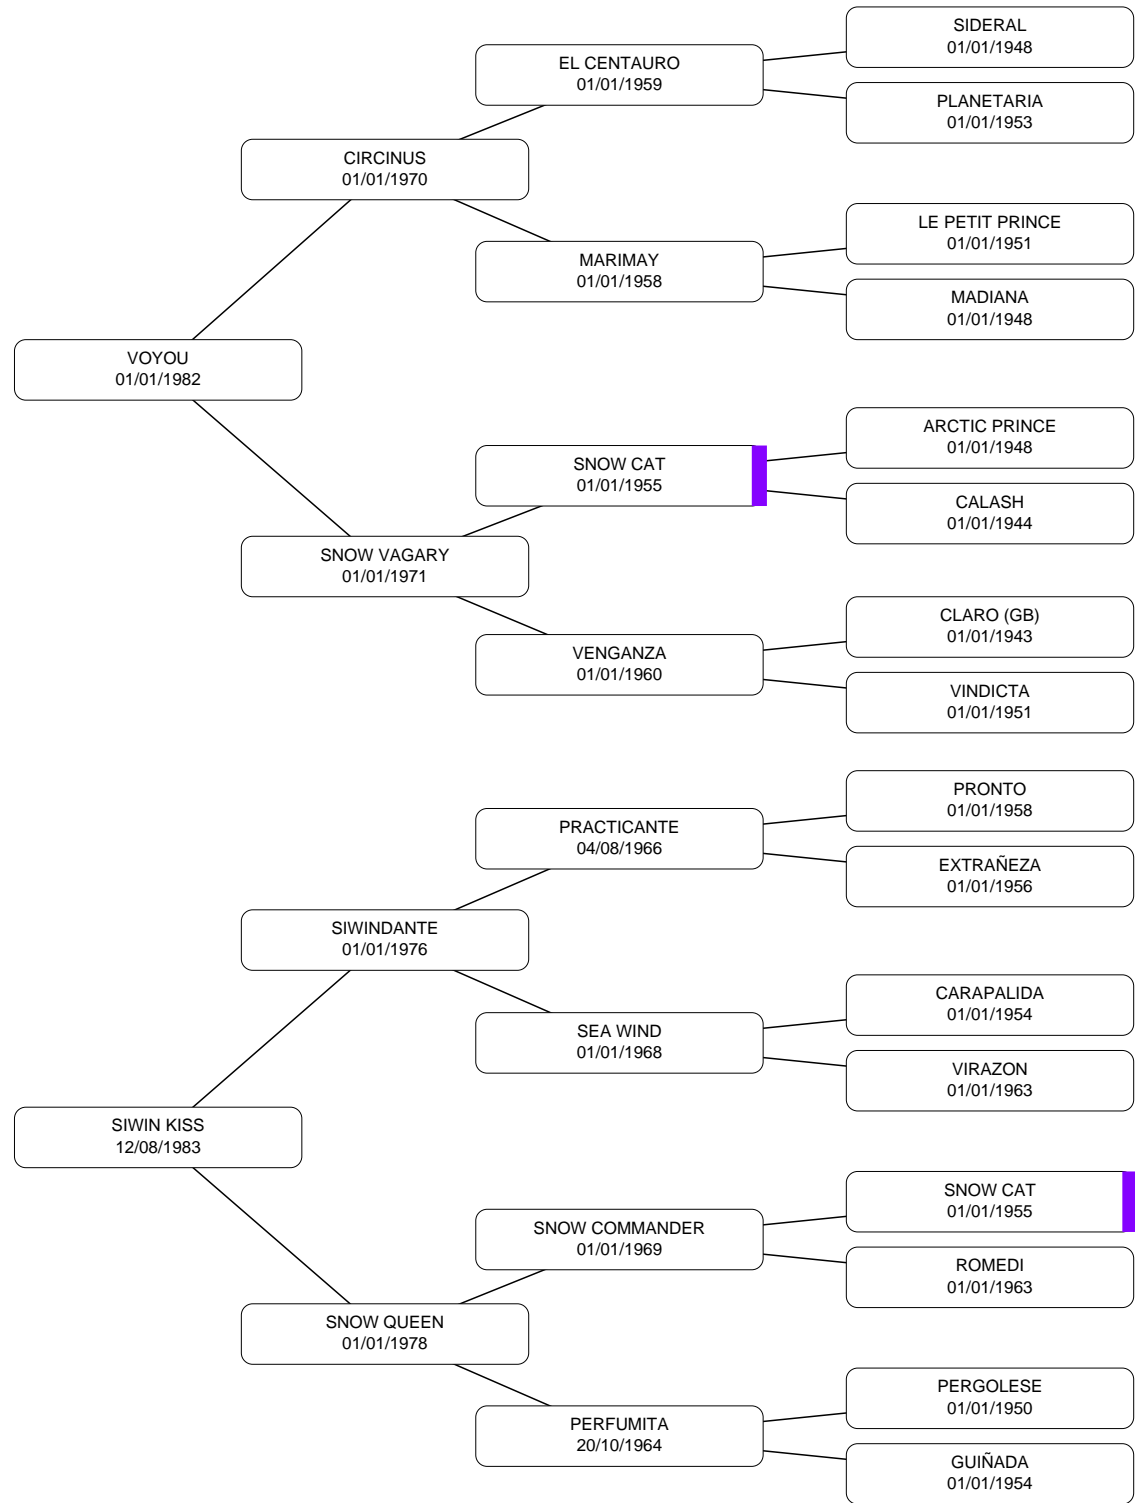 SIDERAL
01/01/1948
EL CENTAURO
01/01/1959
PLANETARIA
01/01/1953
CIRCINUS
01/01/1970
LE PETIT PRINCE
01/01/1951
MARIMAY
01/01/1958
MADIANA
01/01/1948
VOYOU
01/01/1982
ARCTIC PRINCE
01/01/1948
SNOW CAT
01/01/1955
CALASH
01/01/1944
SNOW VAGARY
01/01/1971
CLARO (GB)
01/01/1943
VENGANZA
01/01/1960
VINDICTA
01/01/1951
PRONTO
01/01/1958
PRACTICANTE
04/08/1966
EXTRAÑEZA
01/01/1956
SIWINDANTE
01/01/1976
CARAPALIDA
01/01/1954
SEA WIND
01/01/1968
VIRAZON
01/01/1963
SIWIN KISS
12/08/1983
SNOW CAT
01/01/1955
SNOW COMMANDER
01/01/1969
ROMEDI
01/01/1963
SNOW QUEEN
01/01/1978
PERGOLESE
01/01/1950
PERFUMITA
20/10/1964
GUIÑADA
01/01/1954